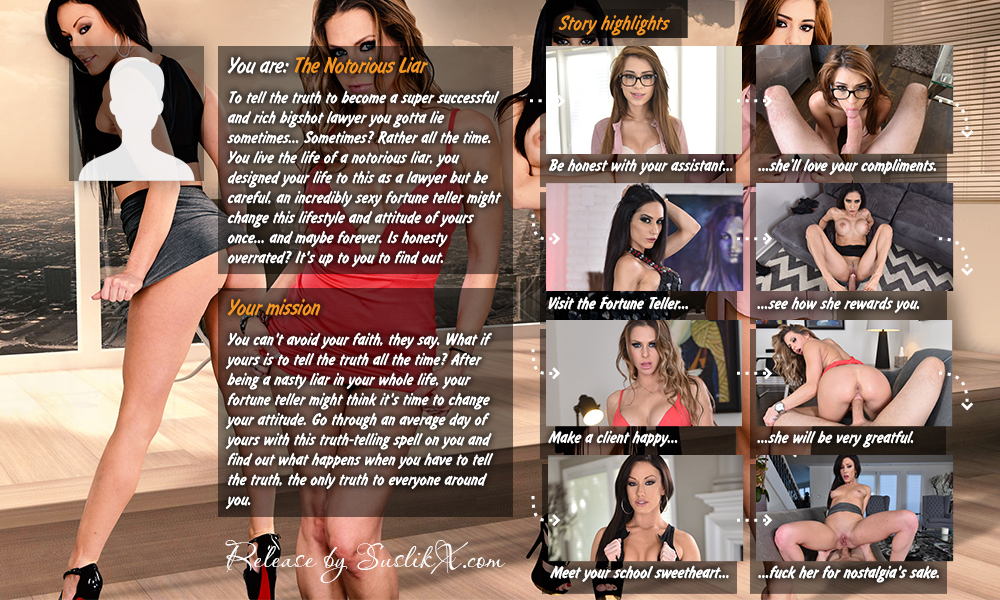 You are: The Notorious Liar
To tell the truth to become a super successful
and rich bigshot lawyer you gotta lie
sometimes... Sometimes? Rather all the time.
You live the life of a notorious liar, you
designed your life to this as a lawyer but be
careful, an incredibly sexy fortune teller might
change this lifestyle and attitude of yours
once... and maybe forever. Is honesty
overrated? It's up to you to find out.
Your mission
You can't avoid your faith, they say. What if
yours is to tell the truth all the time? After
being a nasty liar in your whole life, your
fortune teller might think it's time to change
your attitude. Go through an average day of
yours with this truth-telling spell on you and
find out what happens when you have to tell
the truth, the only truth to everyone around
you.
Release by SuslikX.com
Story highlights
Be honest with your assistant...
...she'll love your compliments.
Visit the Fortune Teller...
...see how she rewards you.
Make a client happy...
...she will be very greatful.
Meet your school sweetheart...
...fuck her for nostalgia's sake.